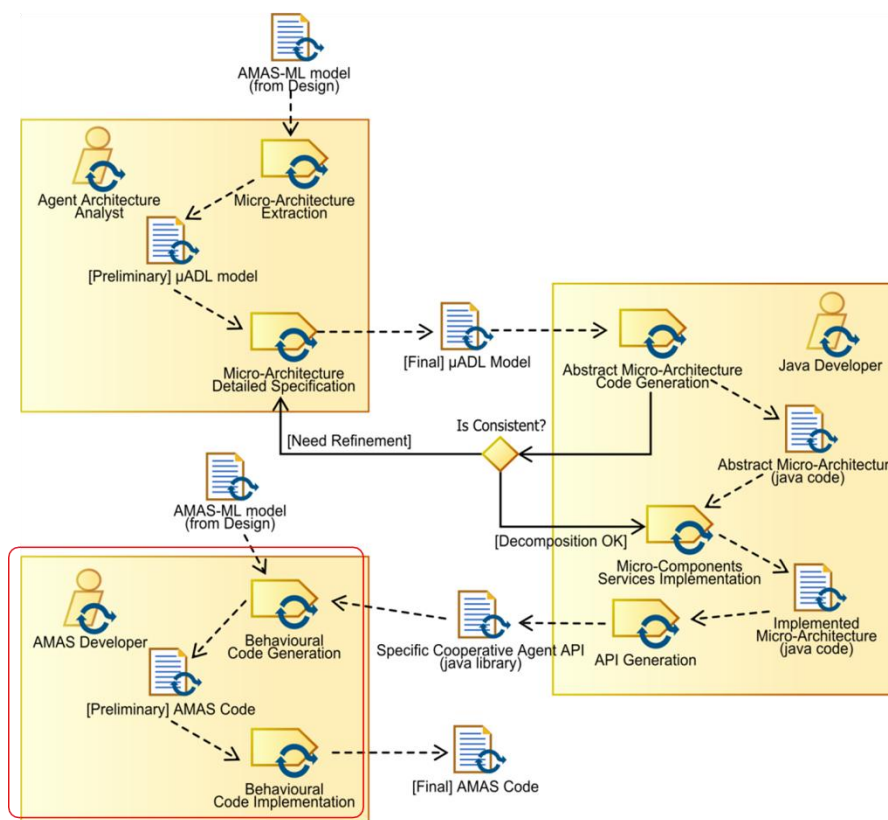 AMAS-ML model
(from Design)
Agent Architecture
Analyst
Micro-Architecture
Extraction
[Preliminary] µADL model
Micro-Architecture
Detailed Specification
[Final] µADL Model
Abstract Micro-Architecture
Code Generation
Java Developer
Is Consistent?
[Need Refinement]
Abstract Micro-Architecture
(java code)
AMAS-ML model
(from Design)
[Decomposition OK]
Micro-Components
Services Implementation
AMAS Developer
Behavioural
Code Generation
Specific Cooperative Agent API
(java library)
API Generation
Implemented
Micro-Architecture
(java code)
[Preliminary] AMAS Code
Behavioural
Code Implementation
[Final] AMAS Code